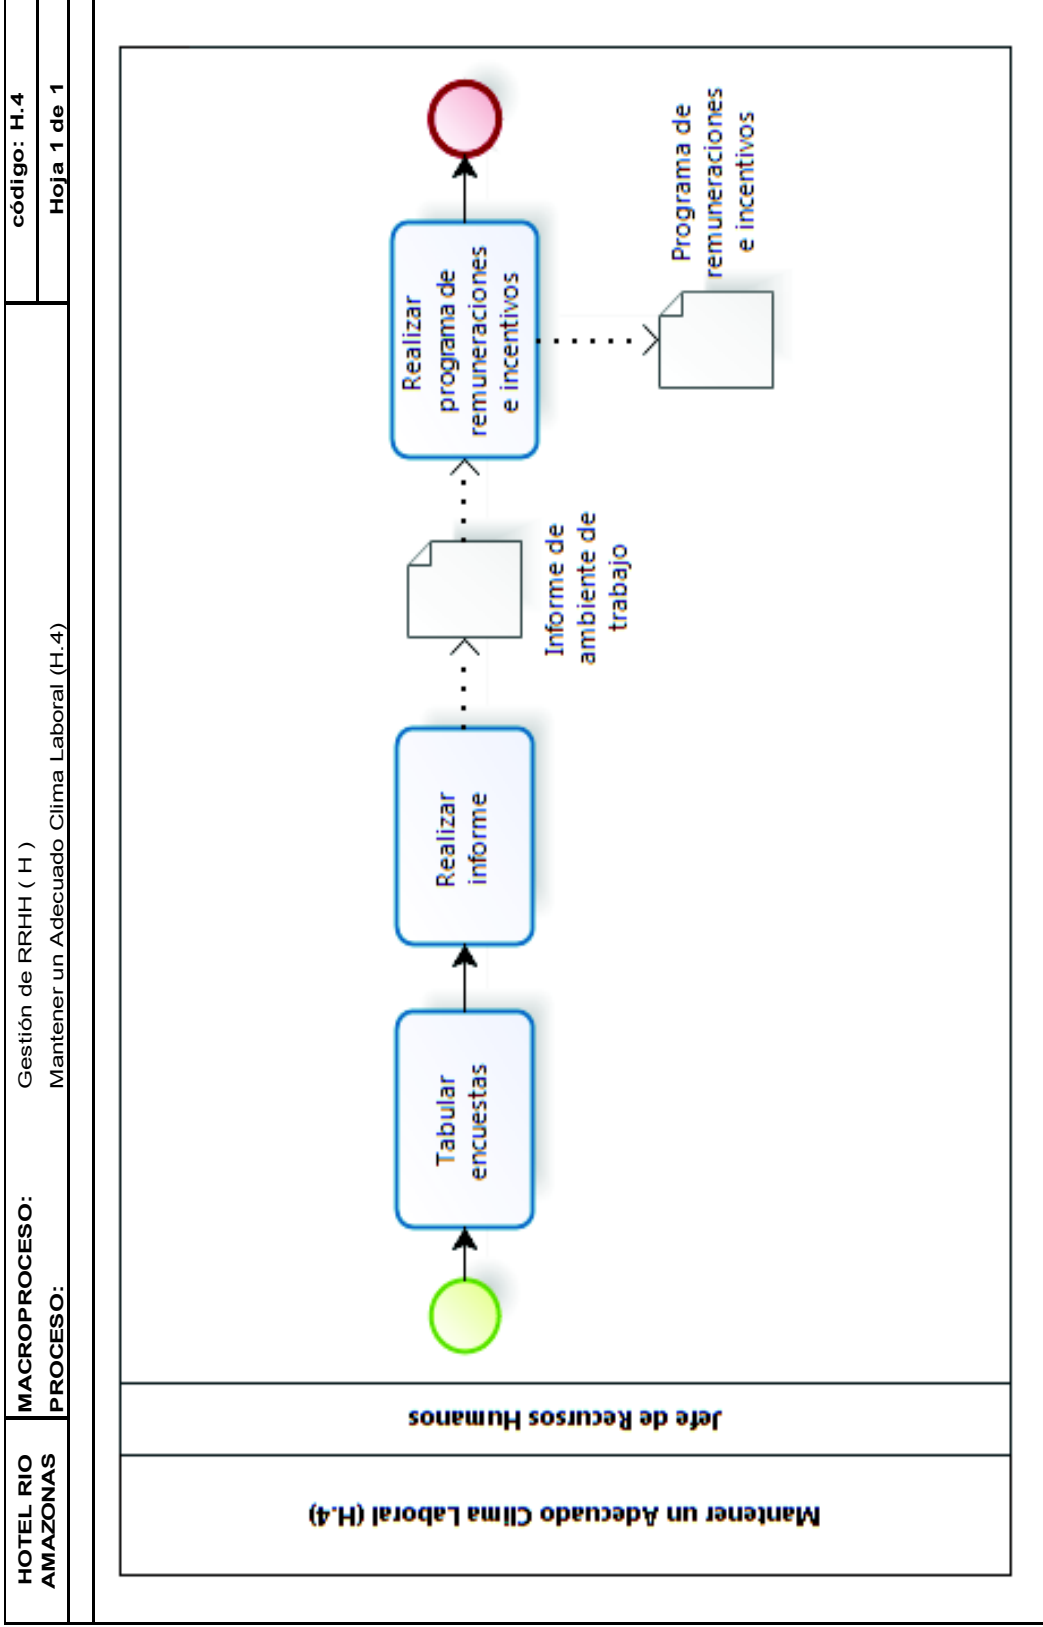 HOTEL RIO
AMAZONAS
MACROPROCESO:
Gestión de RRHH ( H )
código: H.4
PROCESO:
Mantener un Adecuado Clima Laboral (H.4)
Hoja 1 de 1
Mantener un Adecuado Clima Laboral (H.4)
Jefe de Recursos Humanos
Tabular
encuestas
Realizar
informe
Informe de
ambiente de
trabajo
Realizar
programa de
remuneraciones
e incentivos
Programa de
remuneraciones
e incentivos